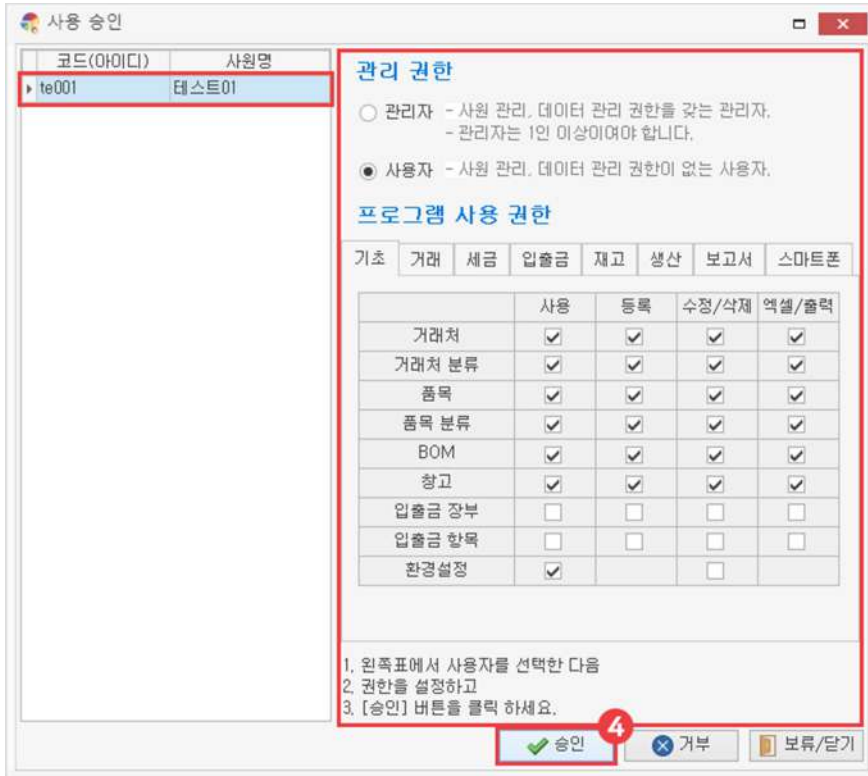 사용 승인
코드(아이디) 사원명
te001 테스트01
관리 권한
관리자 - 사원 관리, 데이터 관리 권한을 갖는 관리자.
- 관리자는 1인 이상이여야 합니다.
사용자 - 사원 관리, 데이터 관리 권한이 없는 사용자.
프로그램 사용 권한
기초 거래 세금 입출금 재고 생산 보고서 스마트폰
사용 등록 수정/삭제 엑셀/출력
거래처
거래처 분류
품목
품목 분류
BOM
창고
입출금 장부
입출금 항목
환경설정
1. 왼쪽표에서 사용자를 선택한 다음
2. 권한을 설정하고
3. [승인] 버튼을 클릭 하세요.
4
승인 거부 보류/닫기